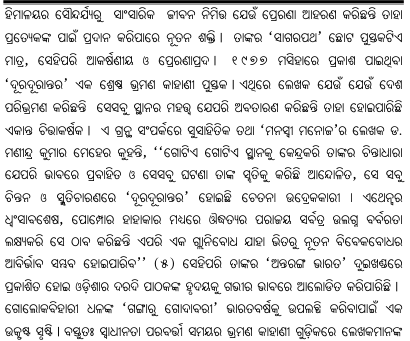 ହିମାଳୟର ସୌନ୍ଦର୍ଯ୍ୟରୁ ସାଂସାରିକ ଜୀବନ ନିମିତ୍ତ ଯେଉଁ ପ୍ରେରଣା ଆହରଣ କରିଛନ୍ତି ତାହା
ପ୍ରତ୍ୟେକଙ୍କ ପାଇଁ ପ୍ରଦାନ କରିପାରେ ନୂତନ ଶକ୍ତି । ତାଙ୍କର ‘ସାଗରପଥ’ ଛୋଟ ପୁସ୍ତକଟିଏ
ମାତ୍ର, ସେହିପରି ଆକର୍ଷଣୀୟ ଓ ପ୍ରେରଣାପ୍ରଦ। ୧୯୭୭ ମସିହାରେ ପ୍ରକାଶ ପାଇଥିବା
‘ଦୂରଦୂରାନ୍ତର’ ଏକ ଶ୍ରେଷ୍ଠ ଭ୍ରମଣ କାହାଣୀ ପୁସ୍ତକ। ଏଥିରେ ଲେଖକ ଯେଉଁ ଯେଉଁ ଦେଶ
ପରିଭ୍ରମଣ କରିଛନ୍ତି ସେସବୁ ସ୍ଥାନର ମହତ୍ତ୍ୱ ଯେପରି ଅବତାରଣ କରିଛନ୍ତି ତାହା ହୋଇପାରିଛି
ଏକାନ୍ତ ଚିତ୍ତାକର୍ଷକ। ଏ ଗ୍ରନ୍ଥ ସଂପର୍କରେ ସୁସାହିତିକ ତଥା ‘ମନସ୍ୱୀ ମନୋଜ’ର ଲେଖକ ଡ.
ମଣୀନ୍ଦ୍ର କୁମାର ମେହେର କୁହନ୍ତି, ‘‘ଗୋଟିଏ ଗୋଟିଏ ସ୍ଥାନକୁ କେନ୍ଦ୍ରକରି ତାଙ୍କର ଚିନ୍ତାଧାରା
ଯେପରି ଭାବରେ ପ୍ରବାହିତ ଓ ସେସବୁ ଘଟଣା ତାଙ୍କ ସ୍ମୃତିକୁ କରିଛି ଆନ୍ଦୋଳିତ, ସେ ସବୁ
ଚିନ୍ତନ ଓ ସ୍ମୃତିଚାରଣରେ ‘ଦୂରଦୂରାନ୍ତର’ ହୋଇଛି ଚେତନା ଉଦ୍ରେକକାରୀ । ଏଥେନ୍ସର
ଧ୍ୱଂସାବଶେଷ, ପୋମ୍ପେର ହାହାକାର ମଧ୍ୟରେ ଔଦ୍ଧତ୍ୟର ପରାଜୟ ସର୍ବତ୍ର ଉଲଗ୍ନ ବର୍ବରତା
ଲକ୍ଷ୍ୟକରି ସେ ଠାବ କରିଛନ୍ତି ଏପରି ଏକ ଗ୍ଲାନିବୋଧ ଯାହା ଭିତରୁ ନୂତନ ବିବେକବୋଧର
ଆବିର୍ଭାବ ସମ୍ଭବ ହୋଇପାରିବ’’ (୫) ସେହିପରି ତାଙ୍କର ‘ଅନ୍ତରଙ୍ଗ ଭାରତ’ ଦୁଇଖଣ୍ଡରେ
ପ୍ରକାଶିତ ହୋଇ ଓଡ଼ିଶାର ଦରଦି ପାଠକଙ୍କ ହୃଦୟକୁ ଗଭୀର ଭାବରେ ଆଲୋଡିତ କରିପାରିଛି।
ଗୋଲୋକବିହାରୀ ଧଳଙ୍କ ‘ଗଙ୍ଗାରୁ ଗୋଦାବରୀ’ ଭାରତବର୍ଷକୁ ଉପଲବ୍ଧି କରିବାପାଇଁ ଏକ
ଉତ୍କୃଷ୍ଟ ସୃଷ୍ଟି । ବସ୍ତୁତଃ ସ୍ୱାଧୀନତା ପରବର୍ତ୍ତୀ ସମୟର ଭ୍ରମଣ କାହାଣୀ ଗୁଡ଼ିକରେ ଲେଖକମାନଙ୍କ